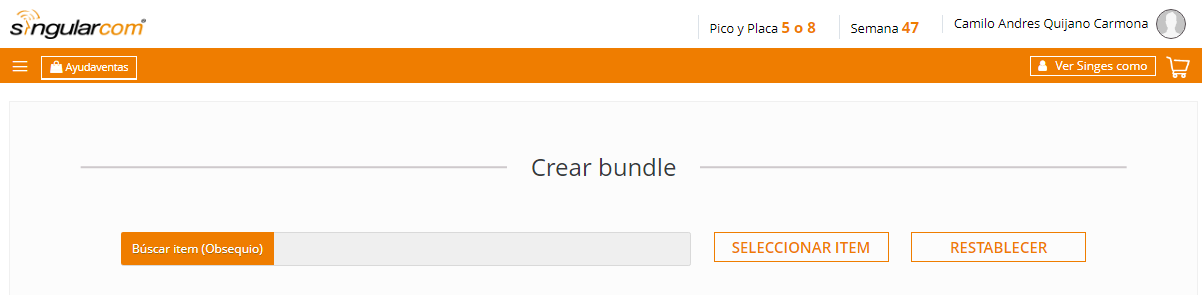 singularcom
Pico y Placa 5 o 8
Semana 47
Camilo Andres Quijano Carmona
Ayudaventas
Ver Singes como
Crear bundle
Búscar item (Obsequio)
SELECCIONAR ITEM
RESTABLECER